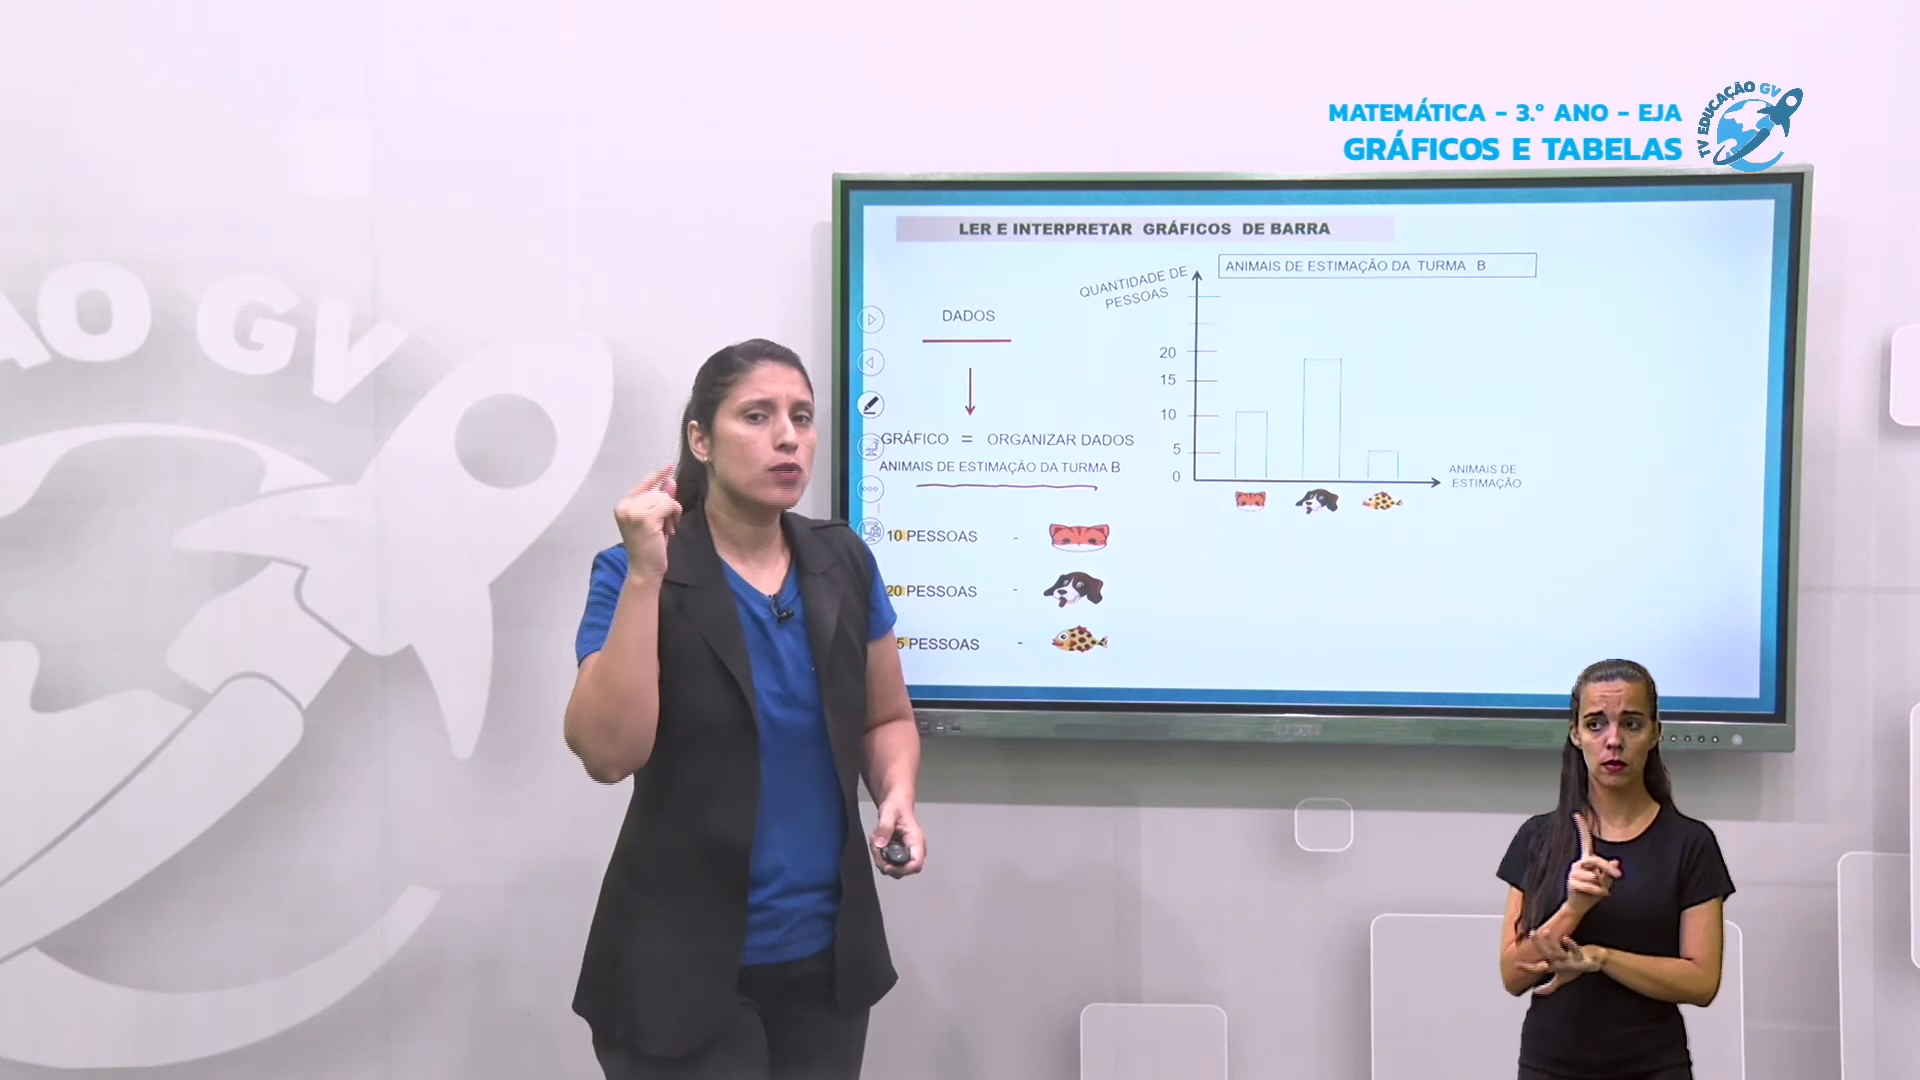 MATEMÁTICA - 3.º ANO - EJA
GRÁFICOS E TABELAS
TV EDUCAÇÃO GV
LER E INTERPRETAR GRÁFICOS DE BARRA
DADOS
GRÁFICO = ORGANIZAR DADOS
ANIMAIS DE ESTIMAÇÃO DA TURMA B
10 PESSOAS -
20 PESSOAS -
5 PESSOAS -
ANIMAIS DE ESTIMAÇÃO DA TURMA B
QUANTIDADE DE
PESSOAS
20
15
10
5
0
ANIMAIS DE
ESTIMAÇÃO
GV